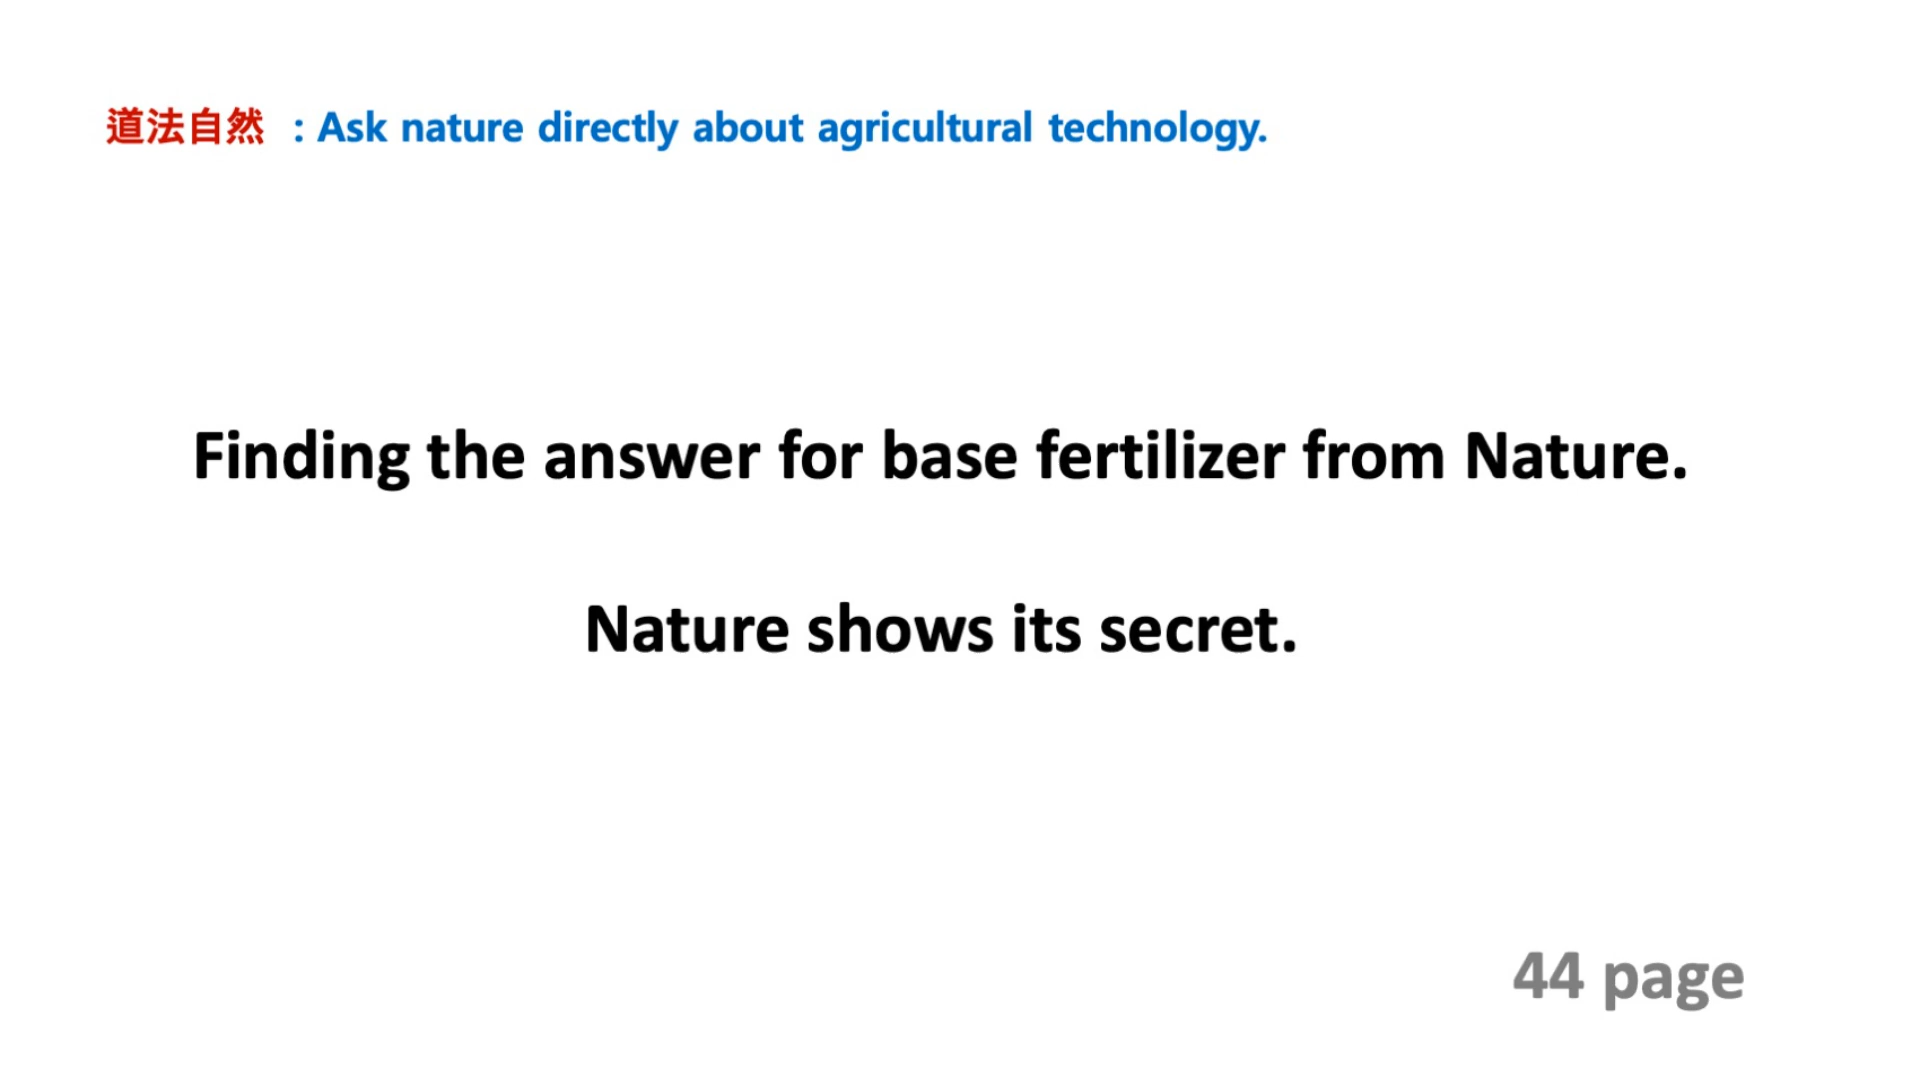 道法自然 : Ask nature directly about agricultural technology.
Finding the answer for base fertilizer from Nature.
Nature shows its secret.
44 page